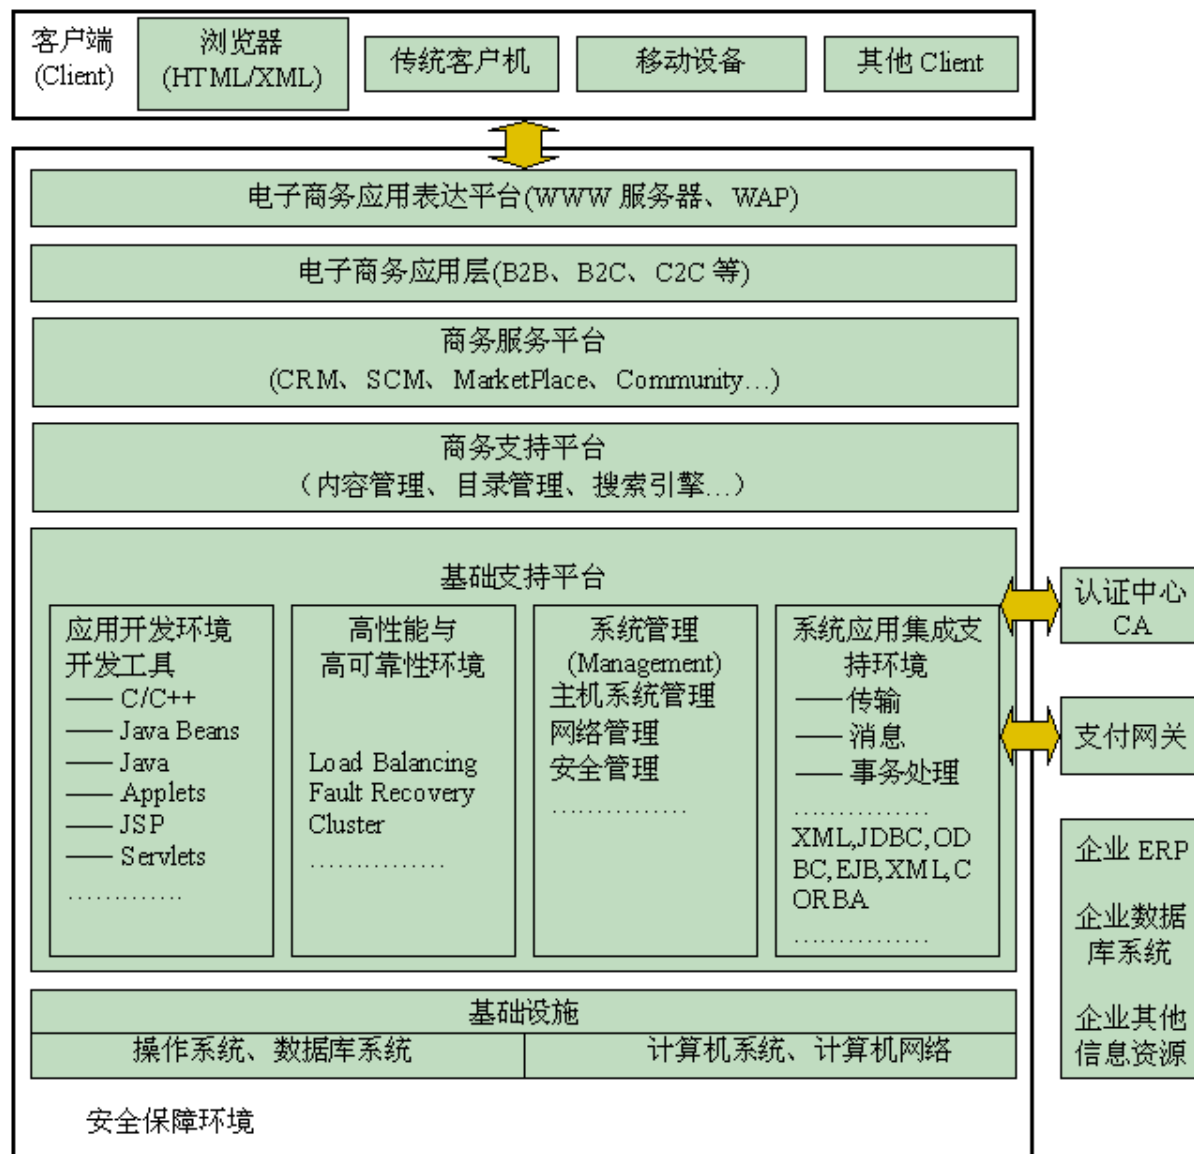 客户端
(Client)
浏览器
(HTML/XML)
传统客户机
移动设备
其他 Client
电子商务应用表达平台(WWW 服务器、WAP)
电子商务应用层(B2B、B2C、C2C 等)
商务服务平台
(CRM、SCM、MarketPlace、Community…)
商务支持平台
（内容管理、目录管理、搜索引擎…）
基础支持平台
应用开发环境
开发工具
—— C/C++
—— Java Beans
—— Java
—— Applets
—— JSP
—— Servlets
………….
高性能与
高可靠性环境
Load Balancing
Fault Recovery
Cluster
……………
系统管理
(Management)
主机系统管理
网络管理
安全管理
……………
系统应用集成支
持环境
——传输
——消息
——事务处理
……………
XML,JDBC,OD
BC,EJB,XML,C
ORBA
……………
认证中心
CA
支付网关
企业 ERP
企业数据
库系统
企业其他
信息资源
基础设施
操作系统、数据库系统
计算机系统、计算机网络
安全保障环境